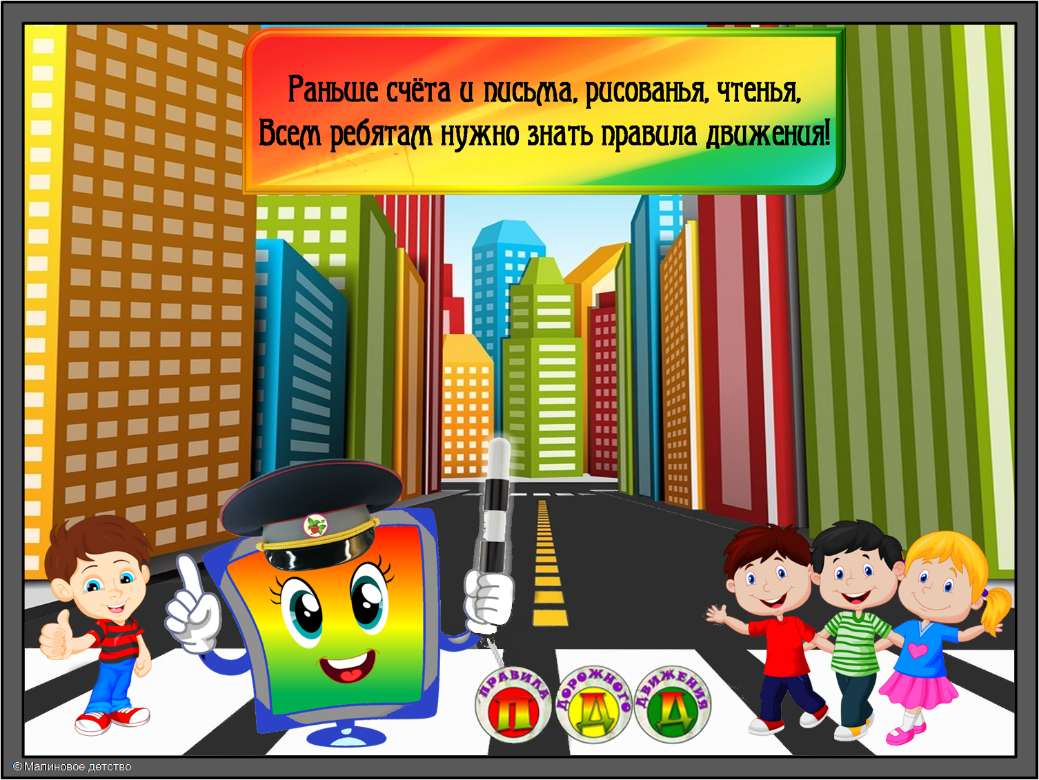 Раньше счёта и письма, рисованья, чтенья,
Всем ребятам нужно знать правила движения!
ПРАВИЛА ДОРОЖНОГО ДВИЖЕНИЯ
П Д Д
© Малиновое детство